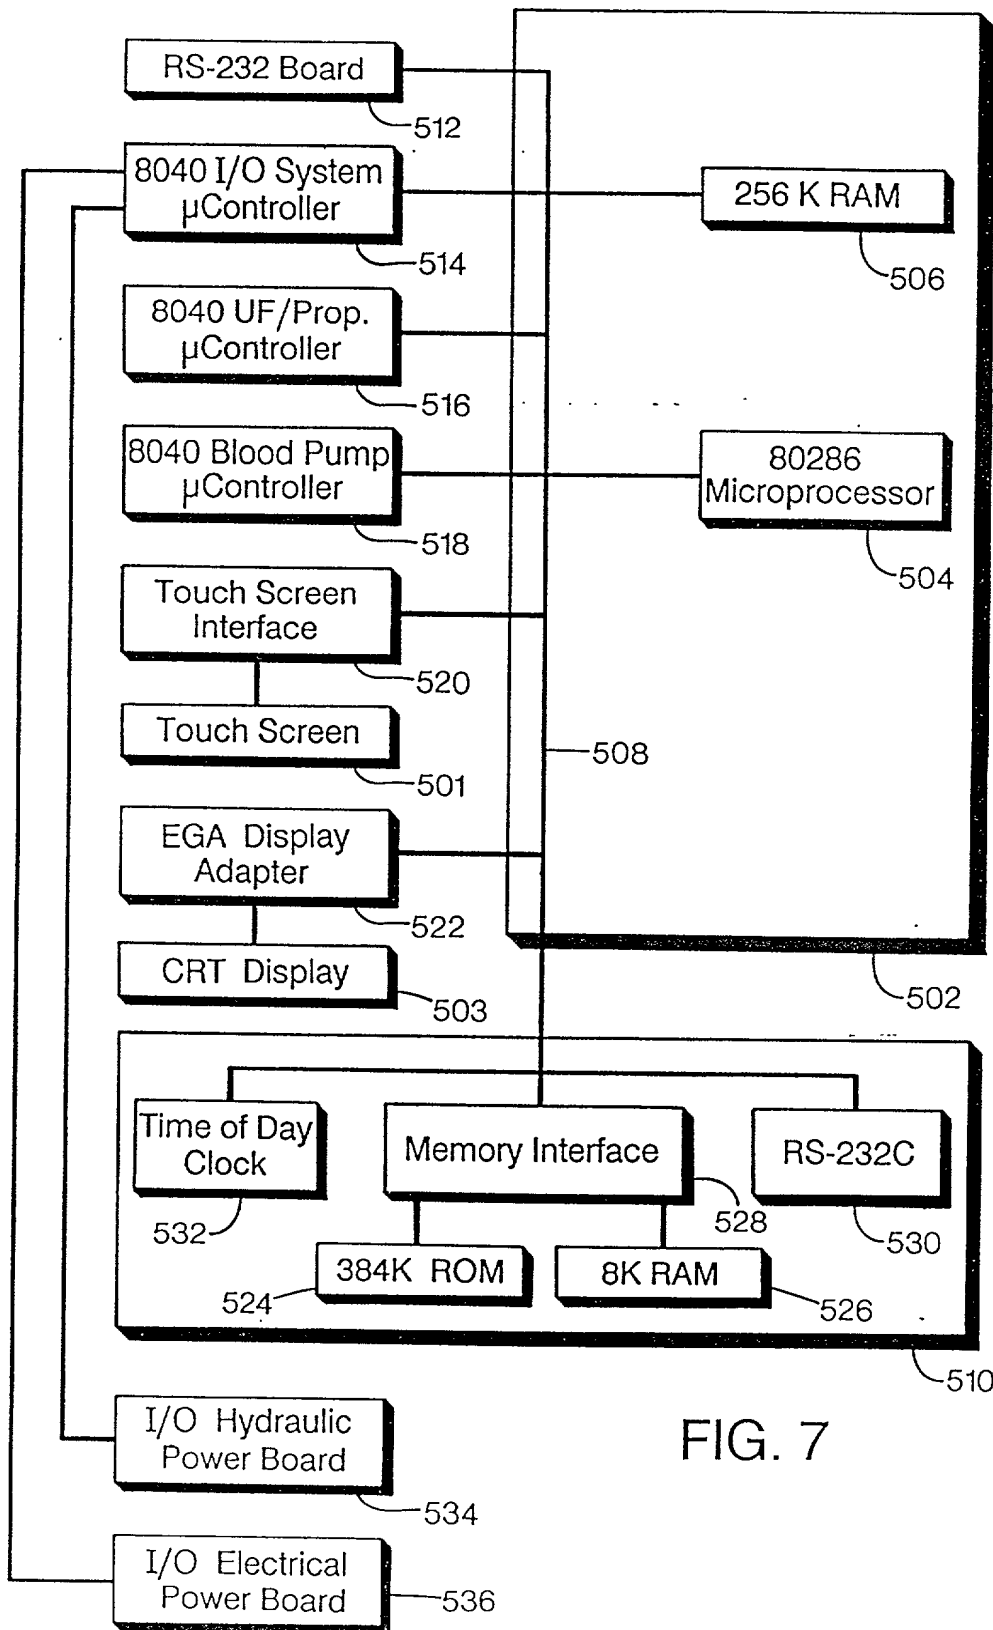 RS-232 Board
512
8040 I/O System
µController
514
256 K RAM
506
8040 UF/Prop.
µController
516
8040 Blood Pump
µController
518
80286
Microprocessor
504
Touch Screen
Interface
520
Touch Screen
501
508
EGA Display
Adapter
522
CRT Display
503
502
Time of Day
Clock
532
Memory Interface
528
RS-232C
530
384K ROM
524
8K RAM
526
510
I/O Hydraulic
Power Board
534
FIG. 7
I/O Electrical
Power Board
536